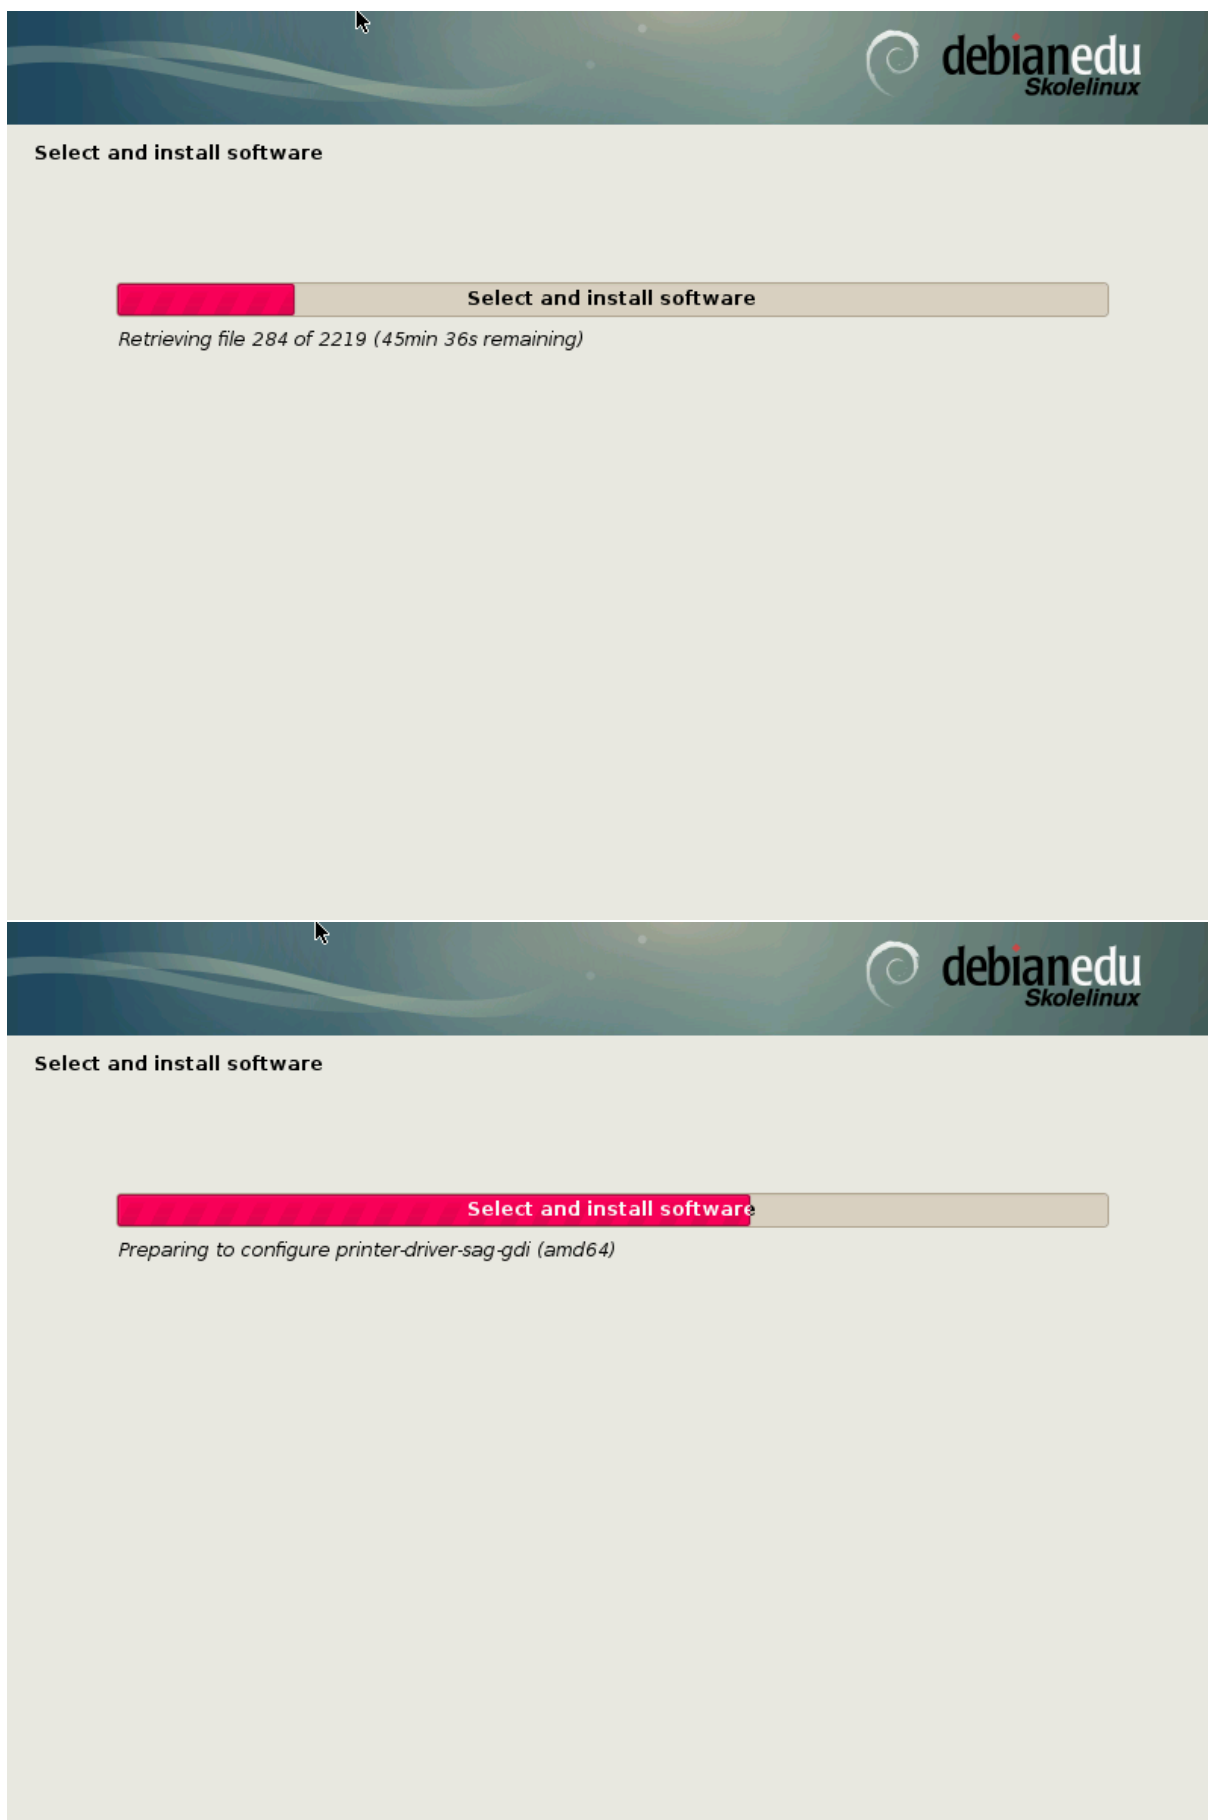 debianedu
Skolelinux
Select and install software
Select and install software
Retrieving file 284 of 2219 (45min 36s remaining)
debianedu
Skolelinux
Select and install software
Select and install software
Preparing to configure printer-driver-sag-gdi (amd64)